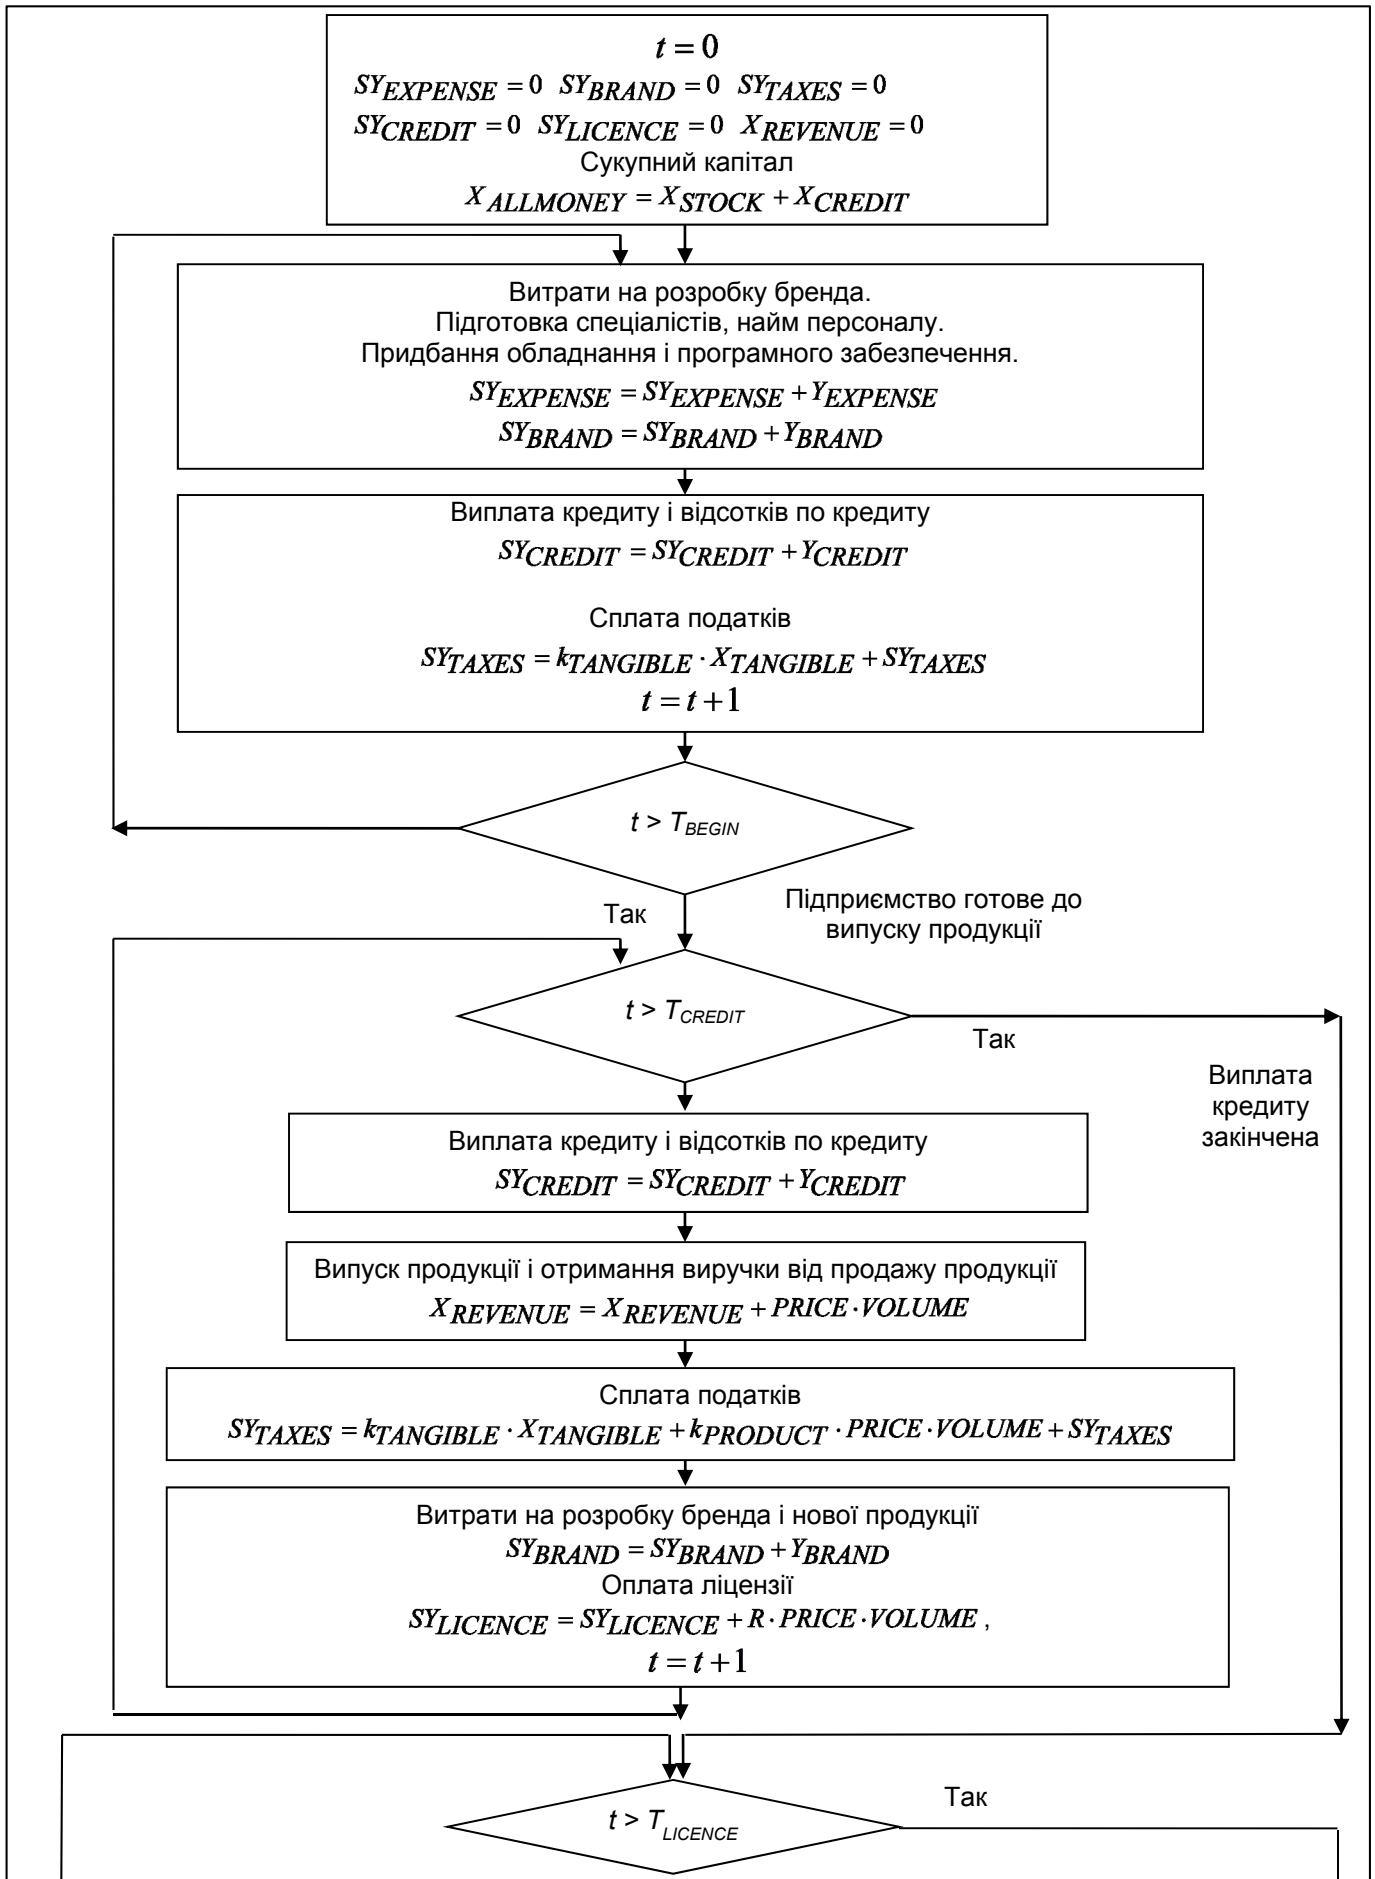 t = 0
SY_EXPENSE = 0 SY_BRAND = 0 SY_TAXES = 0
SY_CREDIT = 0 SY_LICENCE = 0 X_REVENUE = 0
Сукупний капітал
X_ALLMONEY = X_STOCK + X_CREDIT
Витрати на розробку бренда.
Підготовка спеціалістів, найм персоналу.
Придбання обладнання і програмного забезпечення.
SY_EXPENSE = SY_EXPENSE + Y_EXPENSE
SY_BRAND = SY_BRAND + Y_BRAND
Виплата кредиту і відсотків по кредиту
SY_CREDIT = SY_CREDIT + Y_CREDIT
Сплата податків
SY_TAXES = k_TANGIBLE · X_TANGIBLE + SY_TAXES
t = t + 1
t > T_BEGIN
Так
Підприємство готове до
випуску продукції
t > T_CREDIT
Так
Виплата
кредиту
закінчена
Виплата кредиту і відсотків по кредиту
SY_CREDIT = SY_CREDIT + Y_CREDIT
Випуск продукції і отримання виручки від продажу продукції
X_REVENUE = X_REVENUE + PRICE · VOLUME
Сплата податків
SY_TAXES = k_TANGIBLE · X_TANGIBLE + k_PRODUCT · PRICE · VOLUME + SY_TAXES
Витрати на розробку бренда і нової продукції
SY_BRAND = SY_BRAND + Y_BRAND
Оплата ліцензії
SY_LICENCE = SY_LICENCE + R · PRICE · VOLUME ,
t = t + 1
t > T_LICENCE
Так